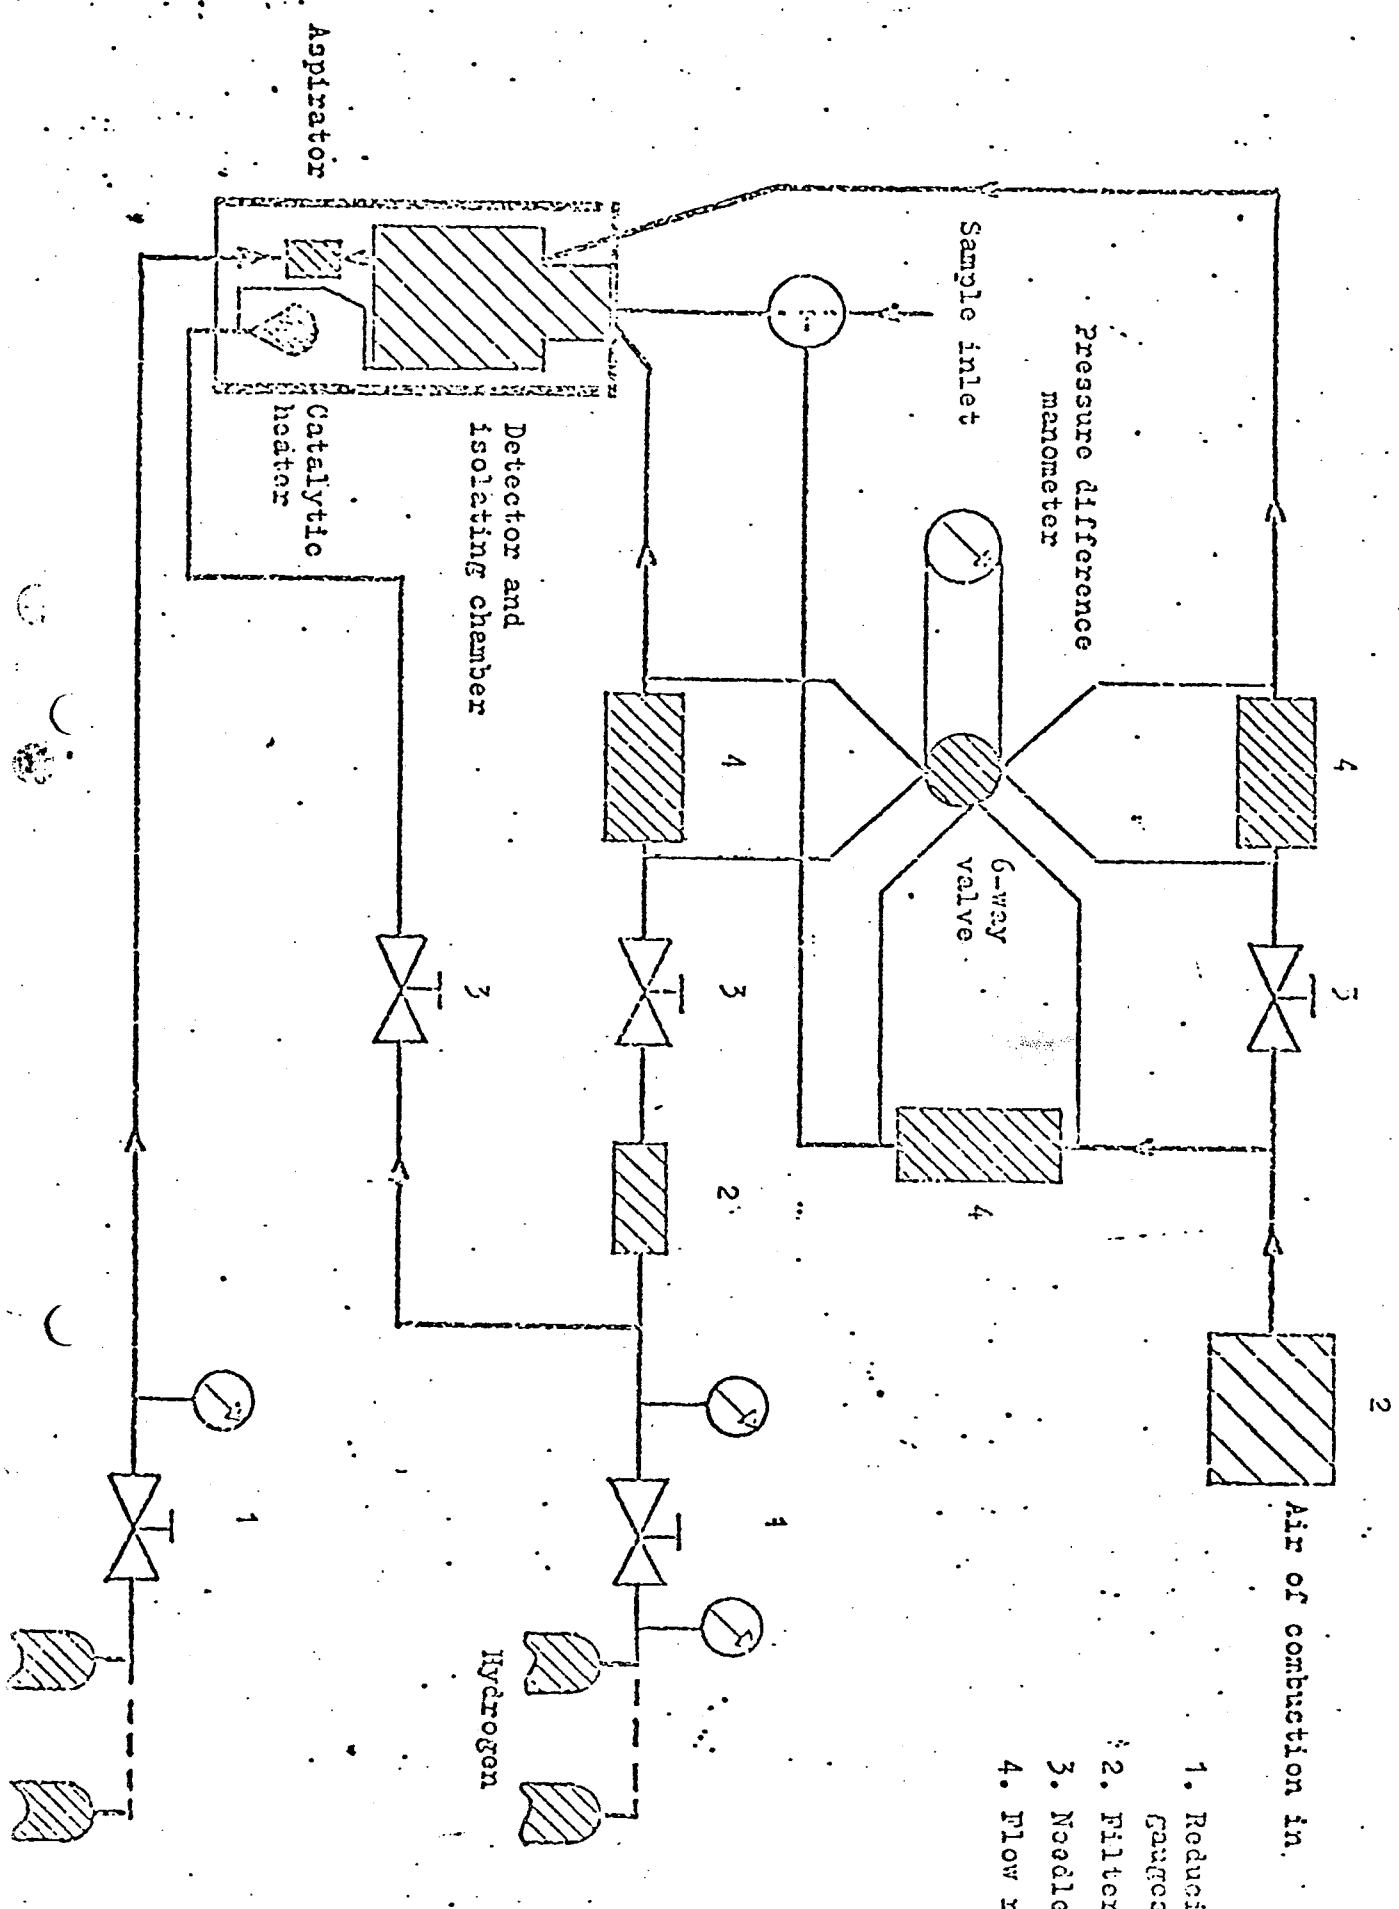 Air of combustion in
2
4
3
4
Pressure difference
manometer
6-way
valve
Sample inlet
4
3
2
1
Detector and
isolating chamber
3
Hydrogen
Aspirator
Catalytic
heater
1
1. Reduci
gauges
2. Filter
3. Needle
4. Flow r